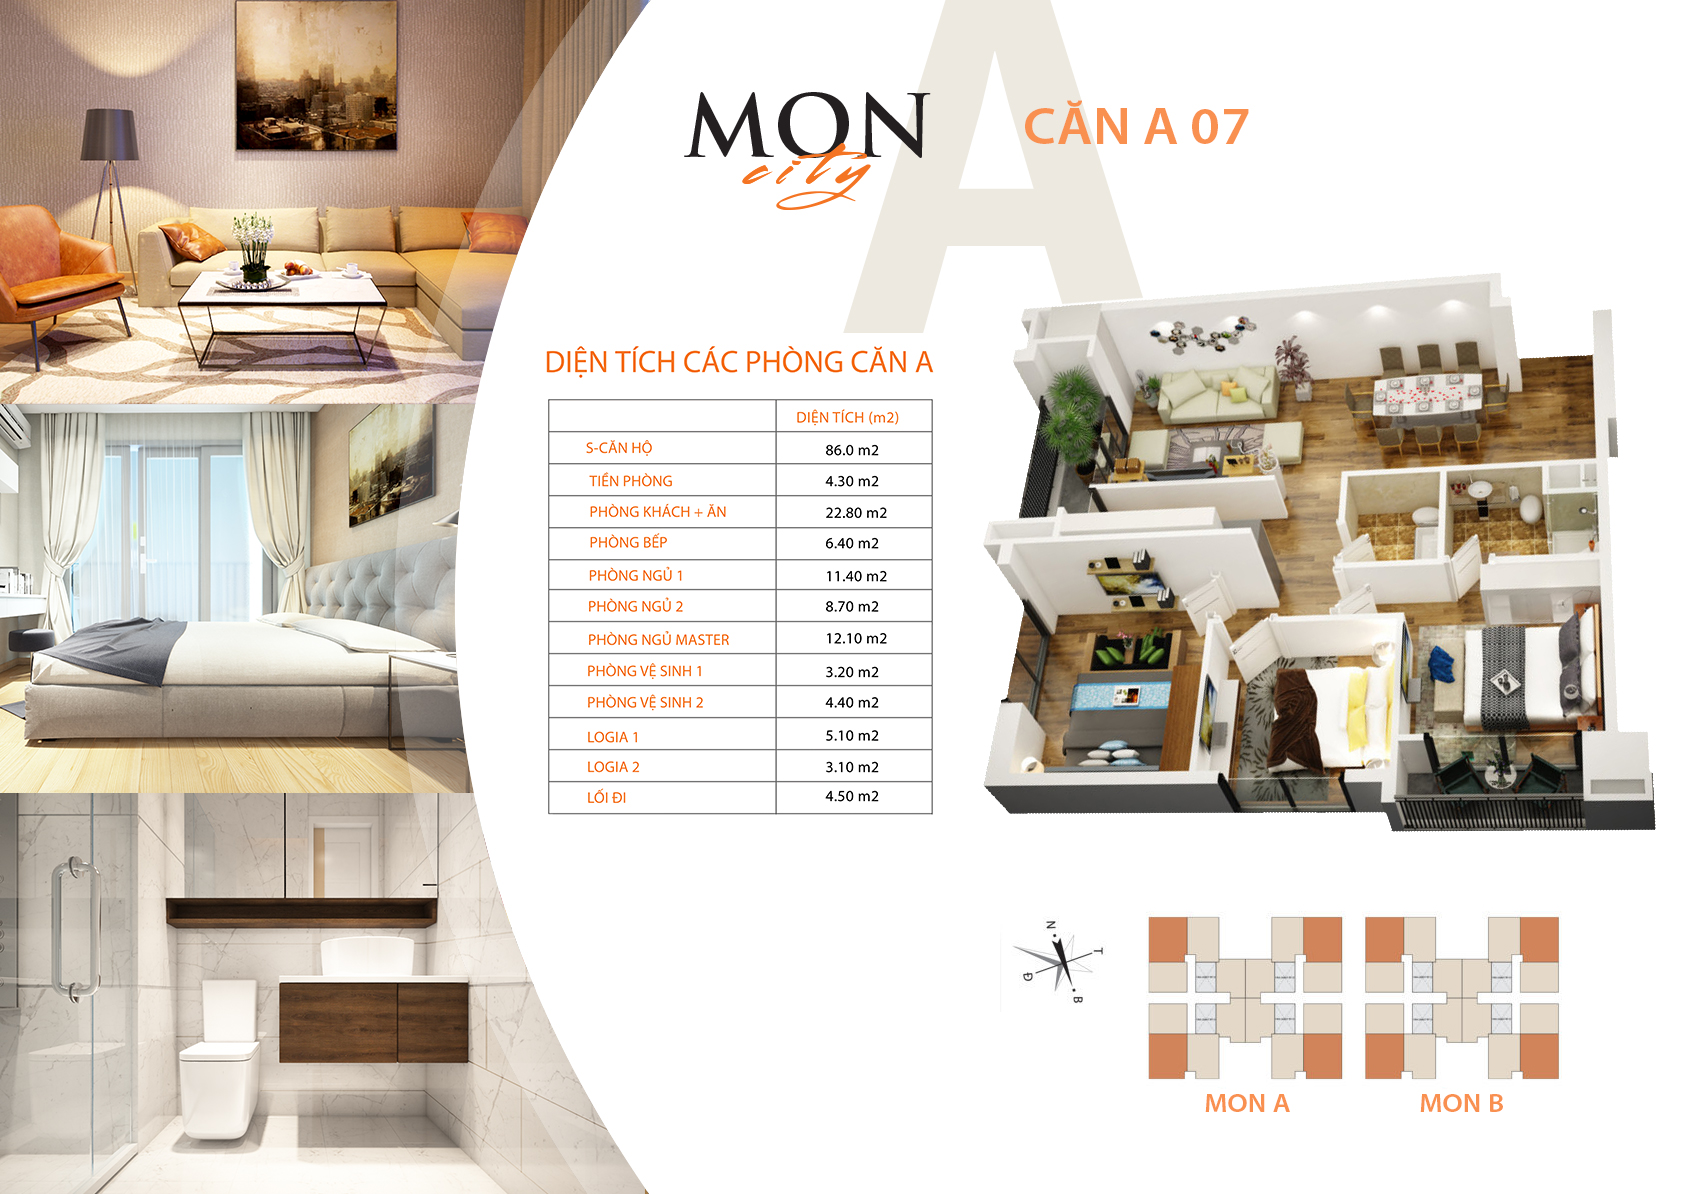 MON
city
CĂN A 07
DIỆN TÍCH CÁC PHÒNG CĂN A
DIỆN TÍCH (m2)
S-CĂN HỘ 86.0 m2
TIỀN PHÒNG 4.30 m2
PHÒNG KHÁCH + ĂN 22.80 m2
PHÒNG BẾP 6.40 m2
PHÒNG NGỦ 1 11.40 m2
PHÒNG NGỦ 2 8.70 m2
PHÒNG NGỦ MASTER 12.10 m2
PHÒNG VỆ SINH 1 3.20 m2
PHÒNG VỆ SINH 2 4.40 m2
LOGIA 1 5.10 m2
LOGIA 2 3.10 m2
LỐI ĐI 4.50 m2
A
N
T
Đ
B
MON A
MON B